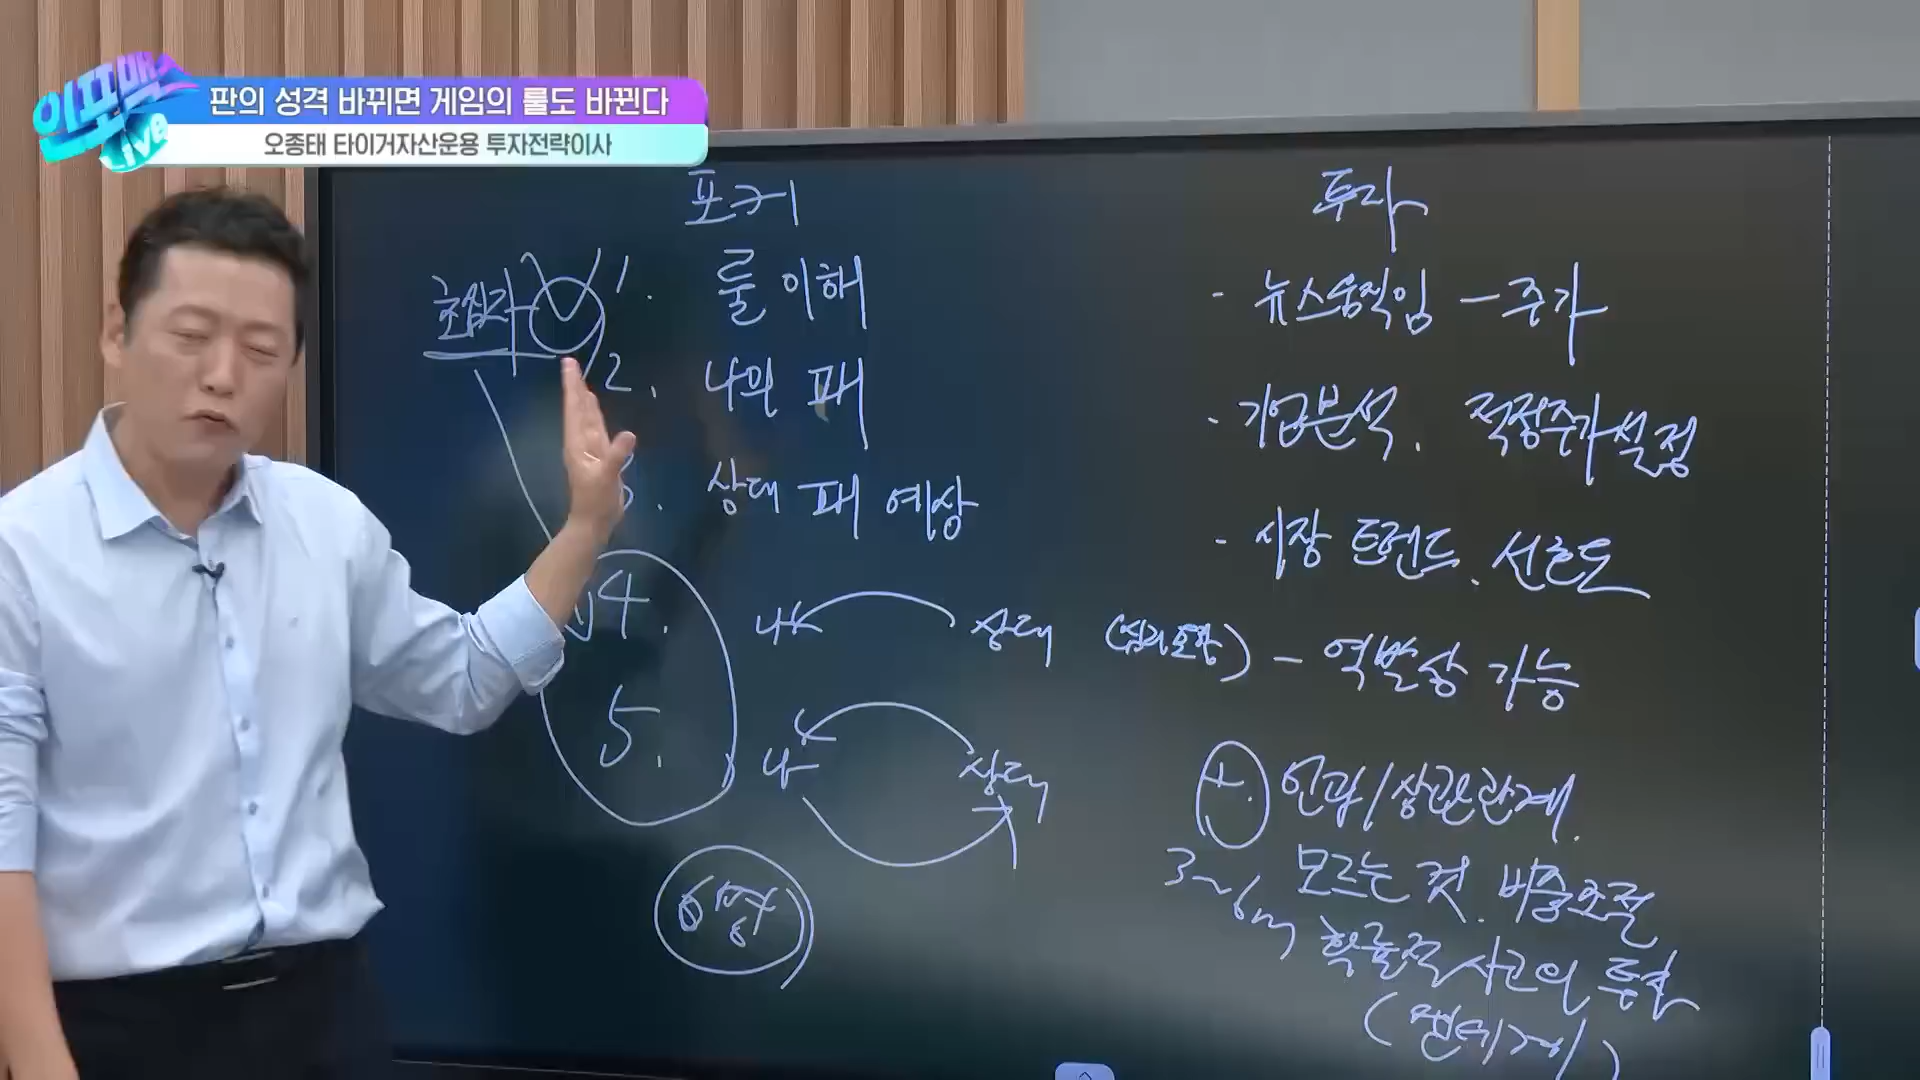 인포맥스 Live
판의 성격 바뀌면 게임의 룰도 바뀐다
오종태 타이거자산운용 투자전략이사
포커
초심자
1. 룰 이해
2. 나의 패
3. 상대 패 예상
4. 나 상대 (심리포함)
5. 나 상대
6
투자
- 뉴스움직임 - 주가
- 기업분석. 적정주가설정
- 시장 트렌드. 선호도
- 역발상 가능
+. 인과/상관관계.
3~6m 모르는 것. 비중조절
확률적사고의